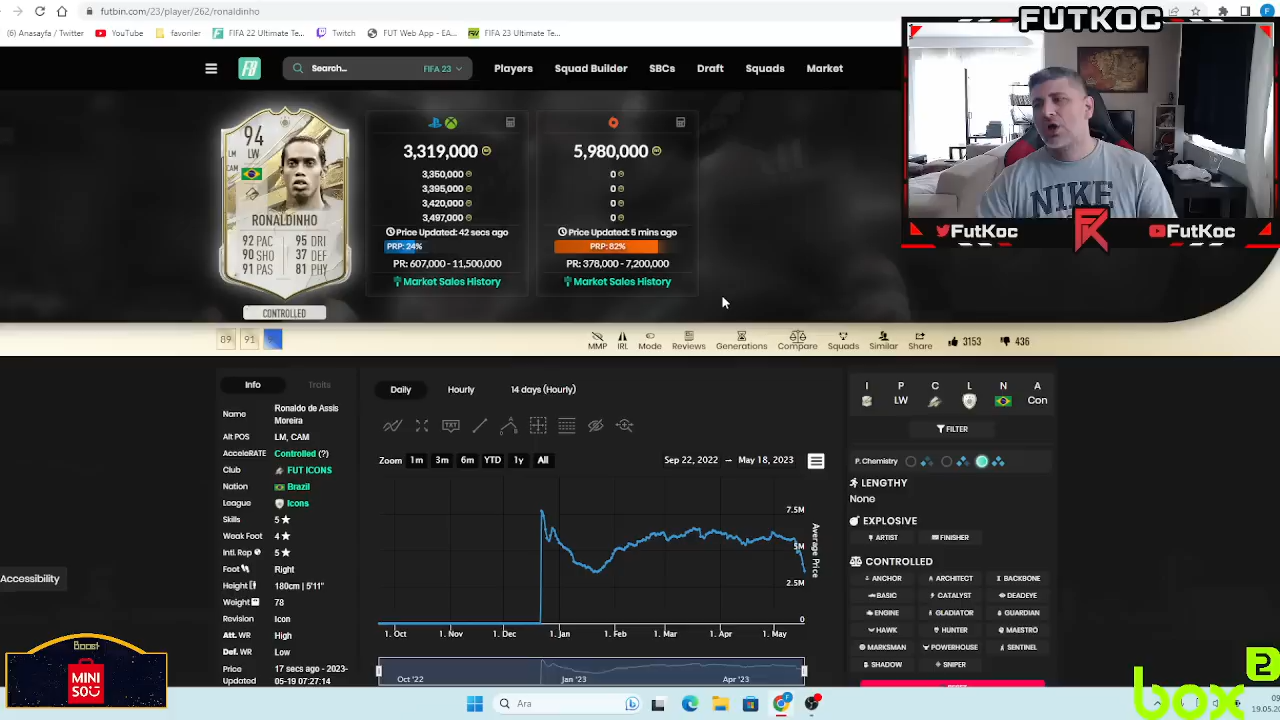 futbin.com/23/player/262/ronaldinho
(6) Anasayfa / Twitter
YouTube
favoriler
FIFA 22 Ultimate Te...
Twitch
FIFA 23 Ultimate Te...
FUTKOC
Search...
FIFA 23
Players
Squad Builder
SBCs
Draft
Squads
Market
94
LW
LM
CAM
RONALDINHO
92 PAC 95 DRI
90 SHO 37 DEF
91 PAS 81 PHY
CONTROLLED
3,319,000
3,350,000
3,395,000
3,420,000
3,497,000
Price Updated: 42 secs ago
PRP: 24%
PR: 607,000 - 11,500,000
Market Sales History
5,980,000
0
0
0
0
Price Updated: 5 mins ago
PRP: 82%
PR: 378,000 - 7,200,000
Market Sales History
NIKE
FutKoc
FK
FutKoc
89
91
MMP
IRL
Mode
Reviews
Generations
Compare
Squads
Similar
Share
3153
436
Info
Traits
Name Ronaldo de Assis Moreira
Alt POS LM, CAM
AcceleRATE Controlled (?)
Club FUT ICONS
Nation Brazil
League Icons
Skills 5
Weak Foot 4
Intl. Rep 5
Foot Right
Height 180cm | 5'11"
Weight 78
Revision Icon
Att. WR High
Def. WR Low
Price Updated 17 secs ago - 2023-05-19 07:27:14
Daily
Hourly
14 days (Hourly)
Zoom 1m 3m 6m YTD 1y All
Sep 22, 2022 → May 18, 2023
7.5M
5M
2.5M
0
Average Price
1. Oct
1. Nov
1. Dec
1. Jan
1. Feb
1. Mar
1. Apr
1. May
Oct '22
Jan '23
Apr '23
I P C L N A
LW
Con
FILTER
P. Chemistry
LENGTHY
None
EXPLOSIVE
ARTIST
FINISHER
CONTROLLED
ANCHOR
ARCHITECT
BACKBONE
BASIC
CATALYST
DEADEYE
ENGINE
GLADIATOR
GUARDIAN
HAWK
HUNTER
MAESTRO
MARKSMAN
POWERHOUSE
SENTINEL
SHADOW
SNIPER
Accessibility
Boost
MINI
SO
Ara
box
2